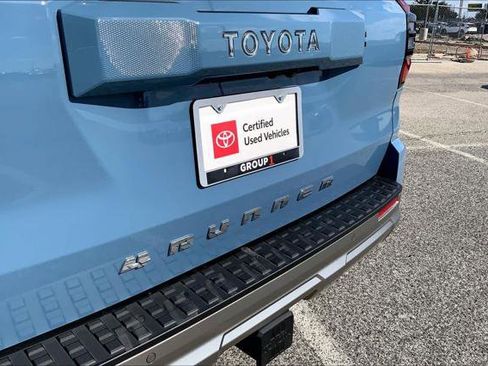 TOYOTA
Certified
Used Vehicles
GROUP 1
4RUNNER